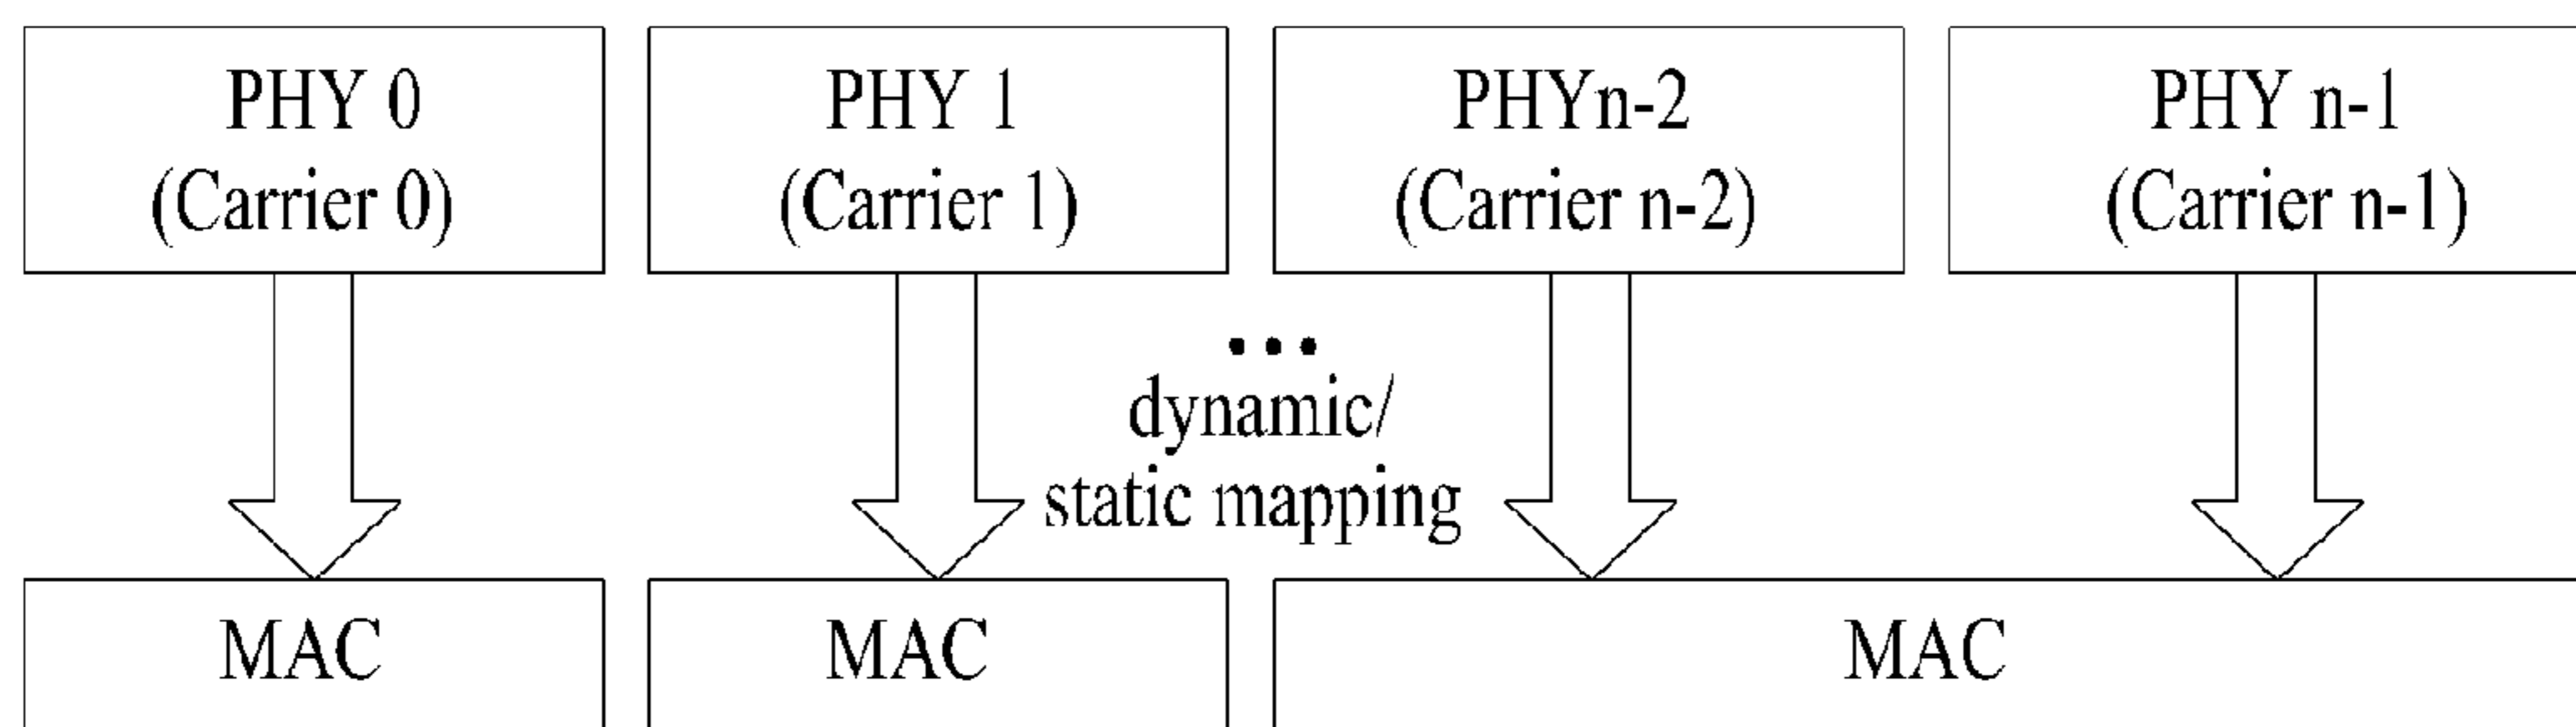 PHY 0
(Carrier 0)
PHY 1
(Carrier 1)
PHYn-2
(Carrier n-2)
PHY n-1
(Carrier n-1)
•••
dynamic/
static mapping
MAC
MAC
MAC